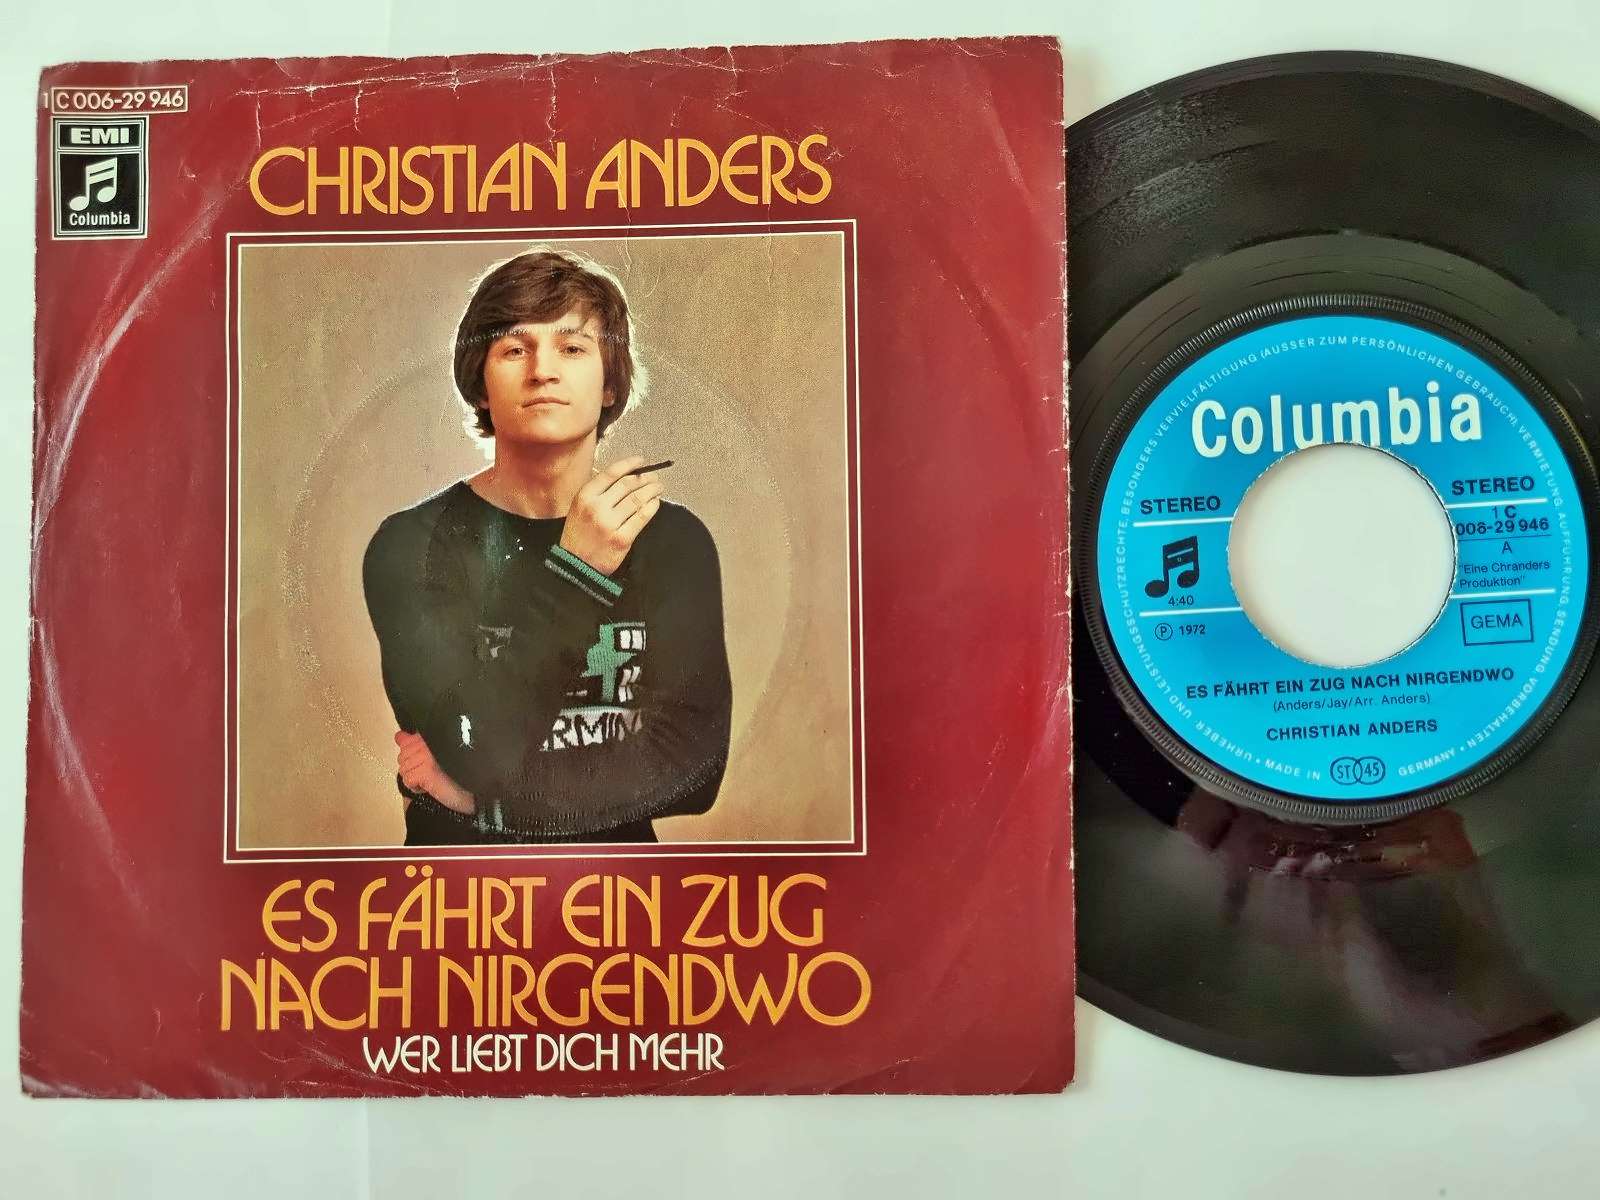 1C 006-29 946
EMI
Columbia
CHRISTIAN ANDERS
ES FÄHRT EIN ZUG
NACH NIRGENDWO
WER LIEBT DICH MEHR
Columbia
STEREO
STEREO
1 C
006-29 946
A
"Eine Chranders
Produktion"
4:40
GEMA
Ⓟ 1972
ES FÄHRT EIN ZUG NACH NIRGENDWO
(Anders/Jay/Arr. Anders)
CHRISTIAN ANDERS
URHEBER UND LEISTUNGSSCHUTZRECHTE, BESONDERS VERVIELFÄLTIGUNG (AUSSER ZUM PERSÖNLICHEN GEBRAUCH), VERMIETUNG, AUFFÜHRUNG, SENDUNG VORBEHALTEN • MADE IN GERMANY •
ST 45